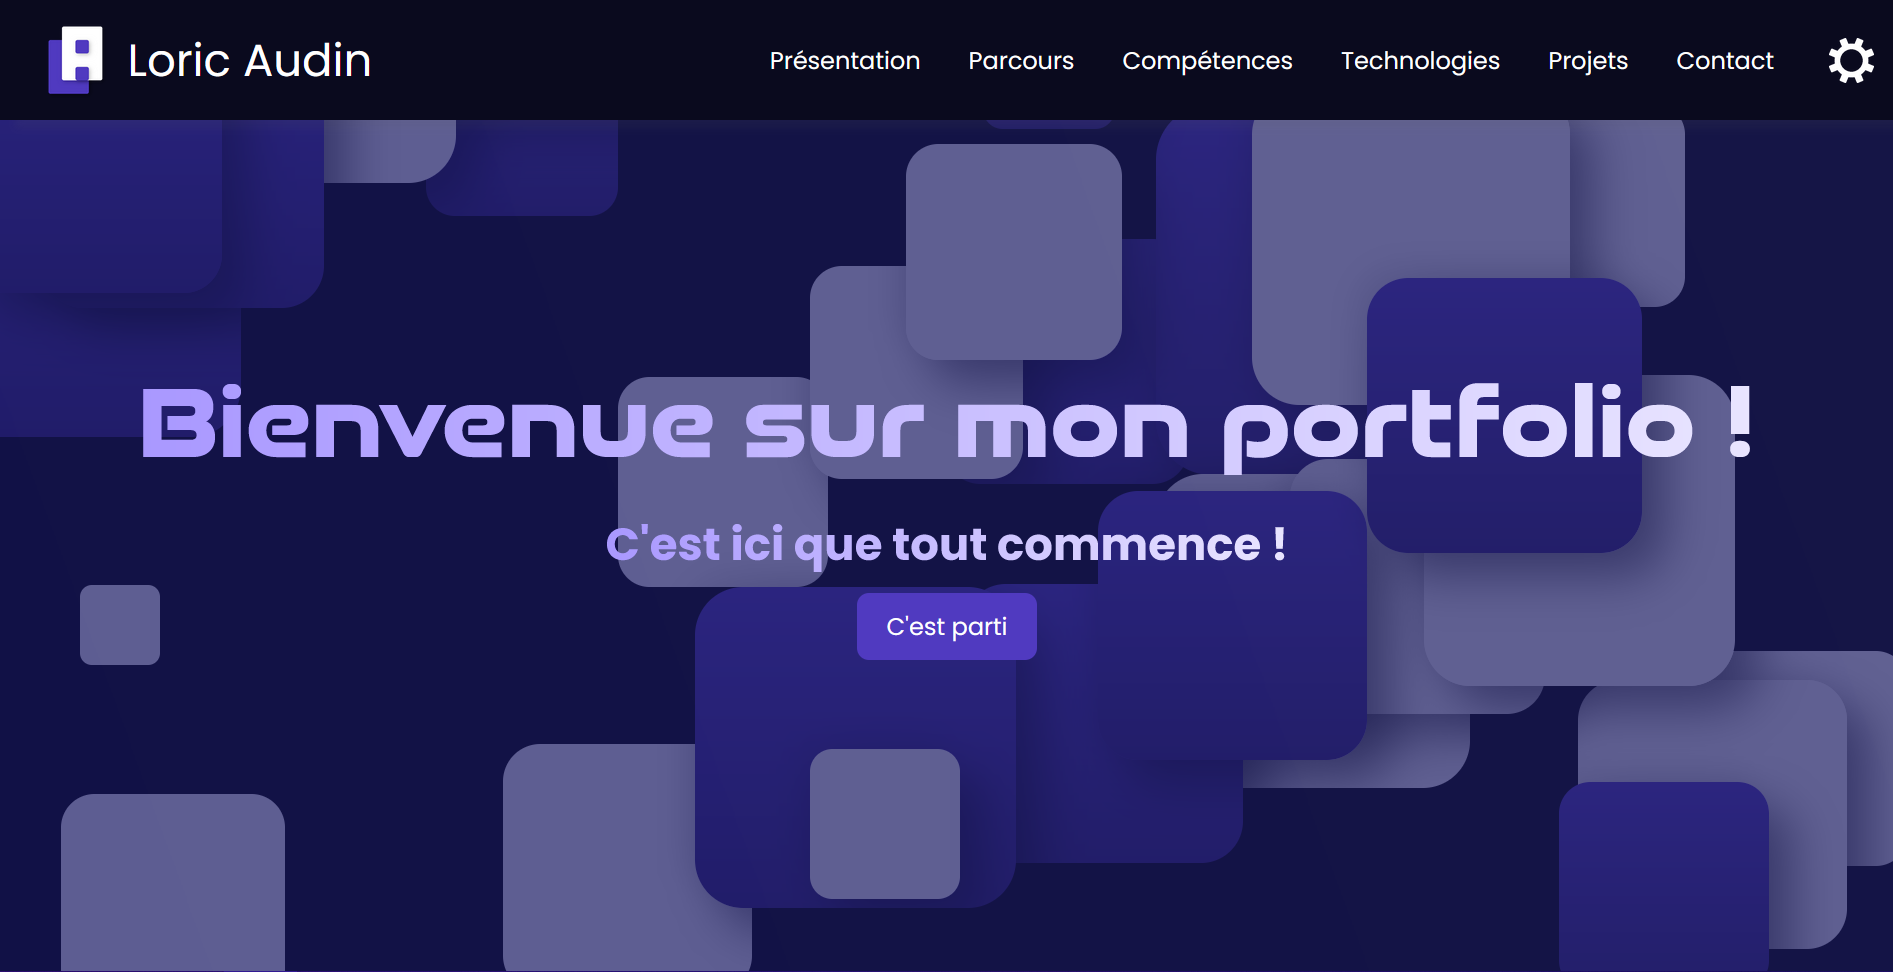 Loric Audin
Présentation
Parcours
Compétences
Technologies
Projets
Contact
Bienvenue sur mon portfolio !
C'est ici que tout commence !
C'est parti